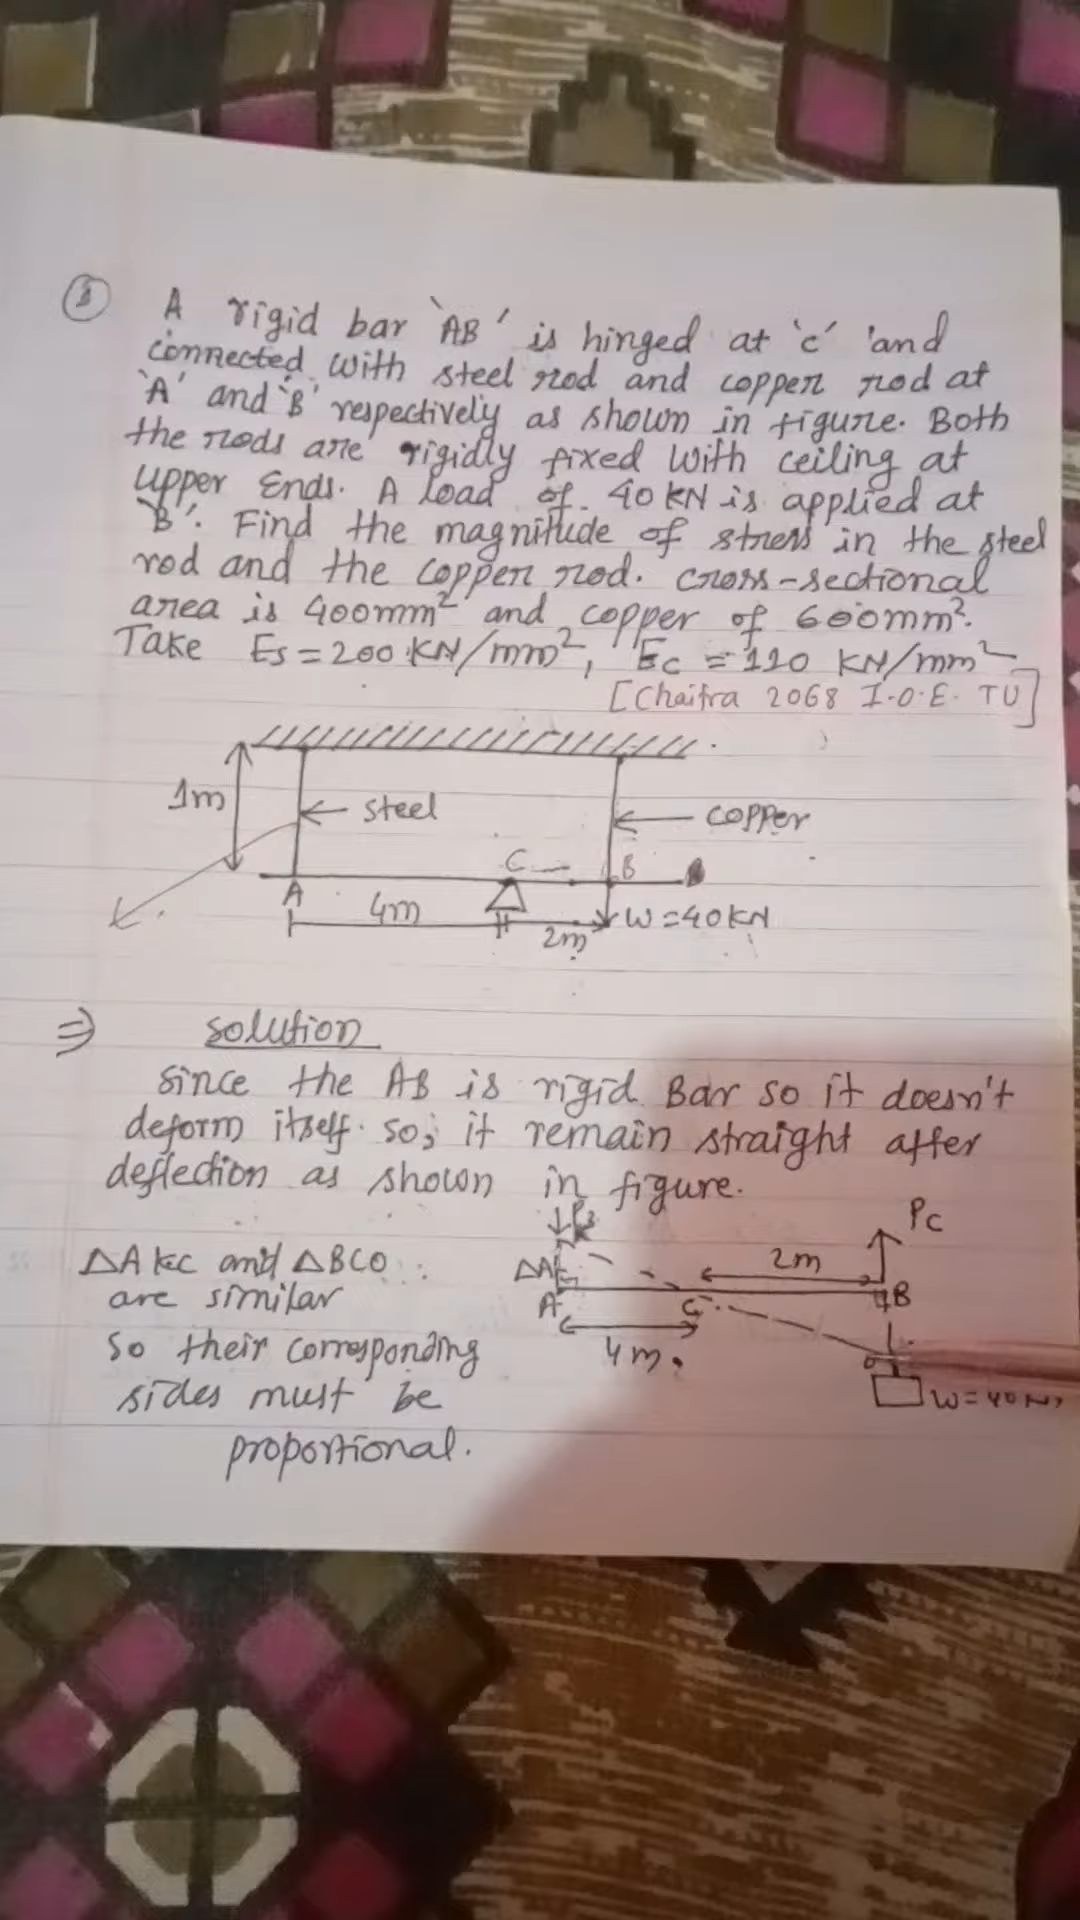 A rigid bar `AB' is hinged at `c' 'and
connected with steel rod and copper rod at
`A' and `B' respectively as shown in figure. Both
the rods are rigidly fixed with ceiling at
upper Ends. A load of 40 KN is applied at
`B'. Find the magnitude of stress in the steel
rod and the copper rod. cross-sectional
area is 400mm² and copper of 600mm².
Take Es = 200 KN/mm², Ec = 110 KN/mm²
[Chaitra 2068 I.O.E. TU]
1m
steel
copper
C
B
A
4m
2m
W = 40KN
⇒ Solution
Since the AB is rigid Bar so it doesn't
deform itself. so, it remain straight after
deflection as shown in figure.
Pc
ΔAKC and ΔBCO
are similar
2m
A
C
B
4m.
so their corresponding
sides must be
W = 40KN
proportional.